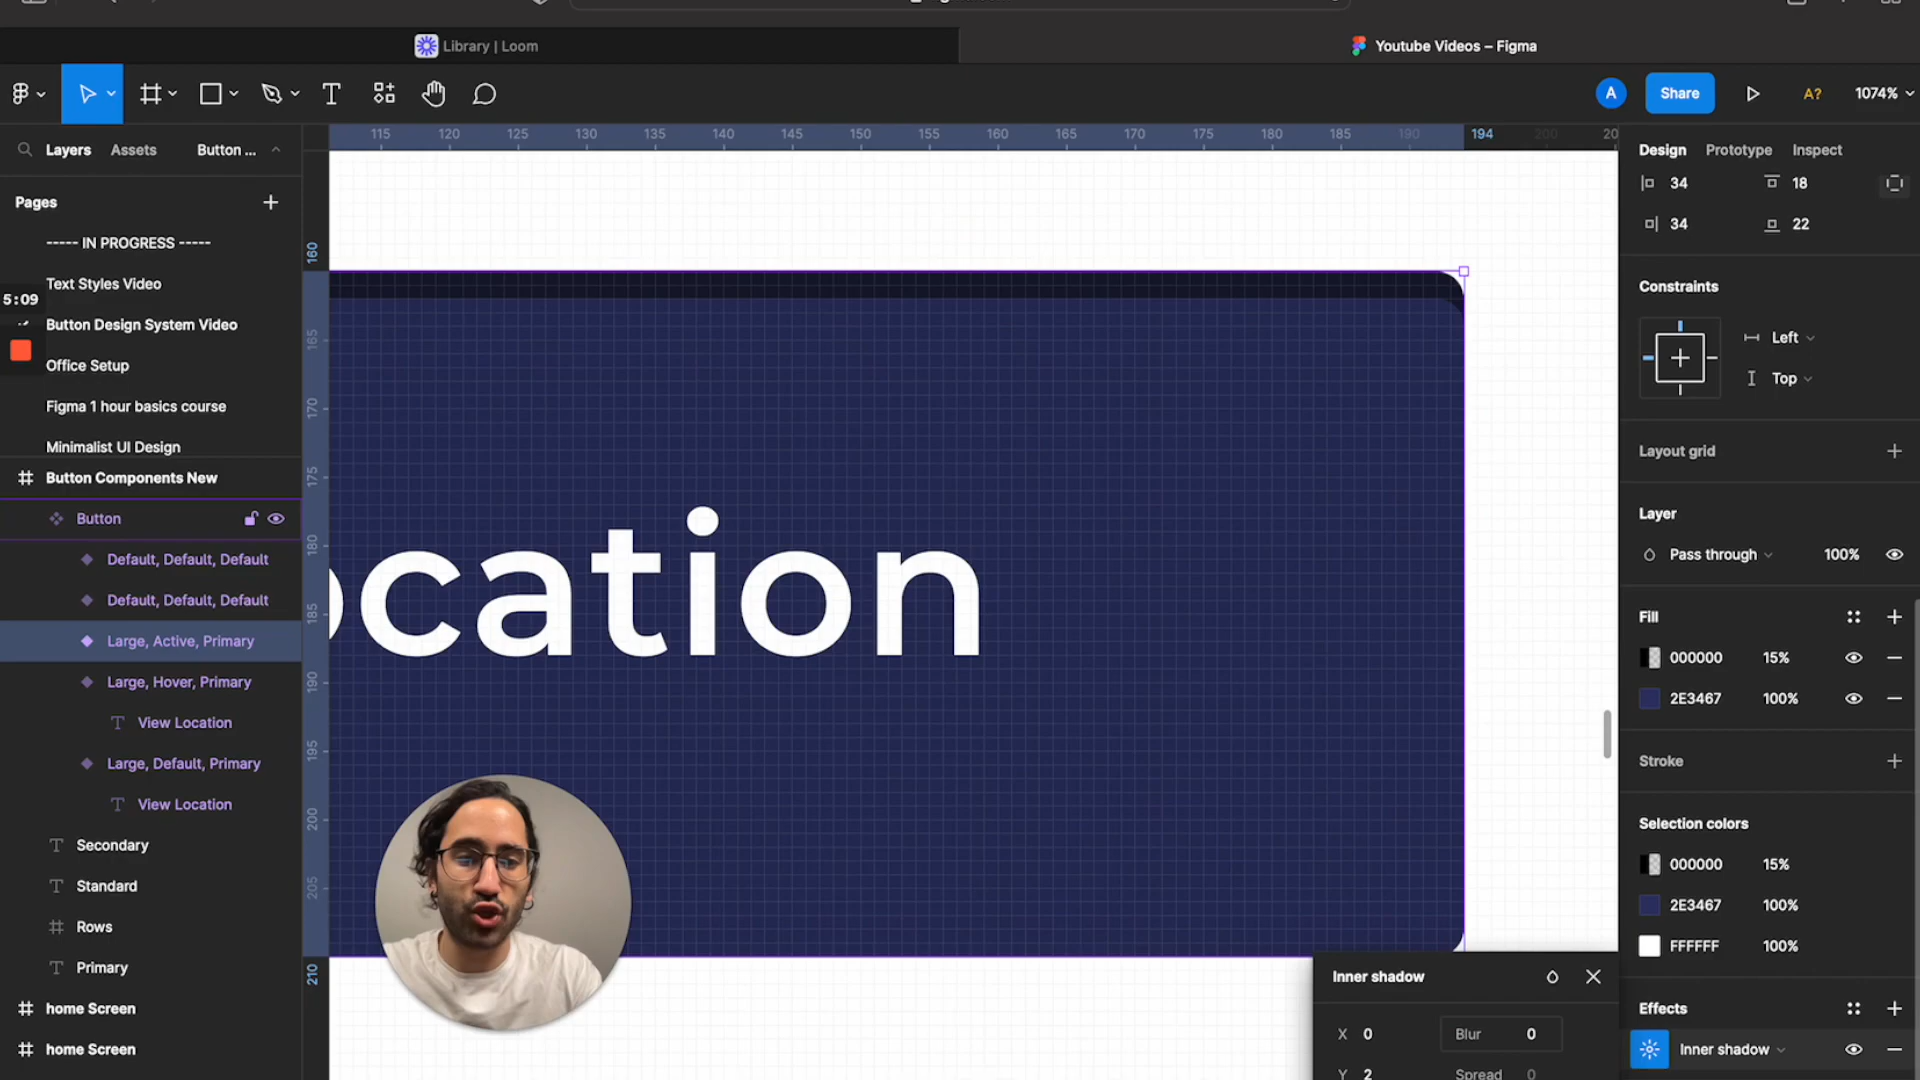 Library | Loom
Youtube Videos – Figma
A
Share
A?
1074%
Layers
Assets
Button ...
115
120
125
130
135
140
145
150
155
160
165
170
175
180
185
190
194
200
20
Design
Prototype
Inspect
34
18
34
22
Pages
----- IN PROGRESS -----
Text Styles Video
5:09
Button Design System Video
Office Setup
Figma 1 hour basics course
Minimalist UI Design
Button Components New
Button
Default, Default, Default
Default, Default, Default
Large, Active, Primary
Large, Hover, Primary
View Location
Large, Default, Primary
View Location
Secondary
Standard
Rows
Primary
home Screen
home Screen
160
165
170
175
180
185
190
195
200
205
210
ocation
Constraints
Left
Top
Layout grid
Layer
Pass through
100%
Fill
000000
15%
2E3467
100%
Stroke
Selection colors
000000
15%
2E3467
100%
FFFFFF
100%
Effects
Inner shadow
Inner shadow
X
0
Blur
0
Y
2
Spread
0